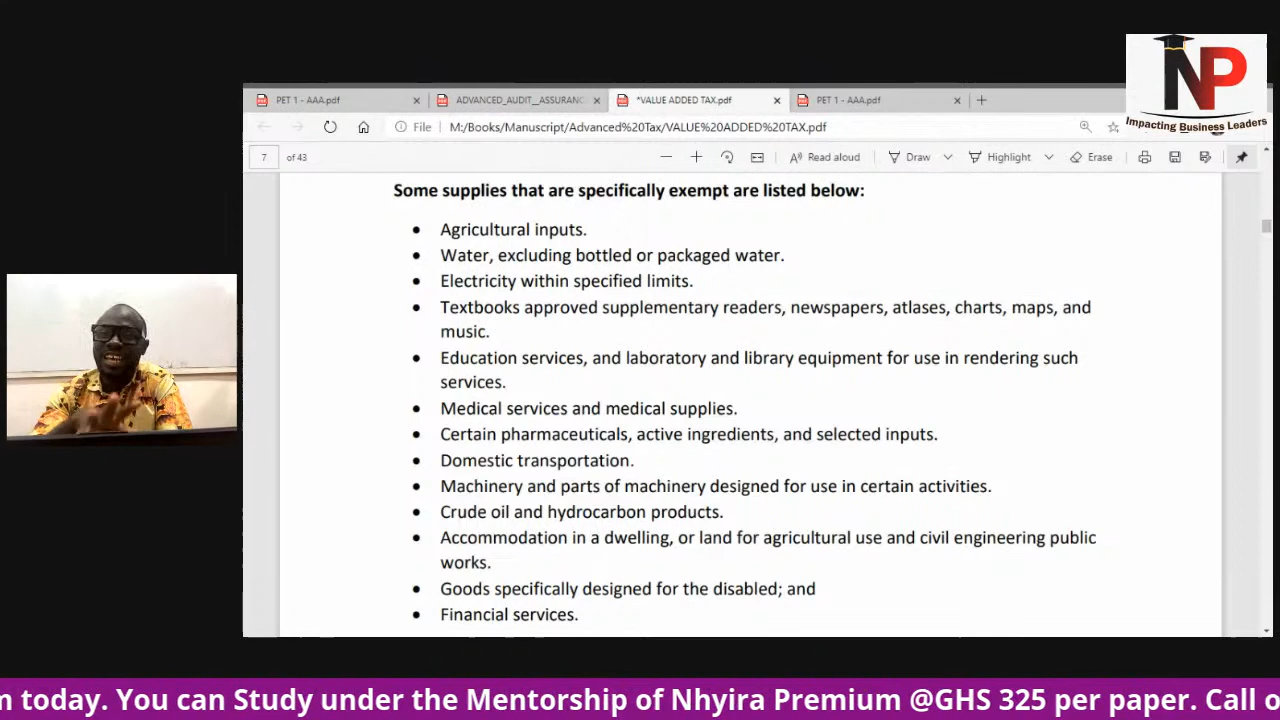 NP
Impacting Business Leaders
PET 1 - AAA.pdf
ADVANCED_AUDIT__ASSURANC
*VALUE ADDED TAX.pdf
PET 1 - AAA.pdf
File
M:/Books/Manuscript/Advanced%20Tax/VALUE%20ADDED%20TAX.pdf
7 of 43
Read aloud
Draw
Highlight
Erase
Some supplies that are specifically exempt are listed below:
• Agricultural inputs.
• Water, excluding bottled or packaged water.
• Electricity within specified limits.
• Textbooks approved supplementary readers, newspapers, atlases, charts, maps, and
music.
• Education services, and laboratory and library equipment for use in rendering such
services.
• Medical services and medical supplies.
• Certain pharmaceuticals, active ingredients, and selected inputs.
• Domestic transportation.
• Machinery and parts of machinery designed for use in certain activities.
• Crude oil and hydrocarbon products.
• Accommodation in a dwelling, or land for agricultural use and civil engineering public
works.
• Goods specifically designed for the disabled; and
• Financial services.
m today. You can Study under the Mentorship of Nhyira Premium @GHS 325 per paper. Call o